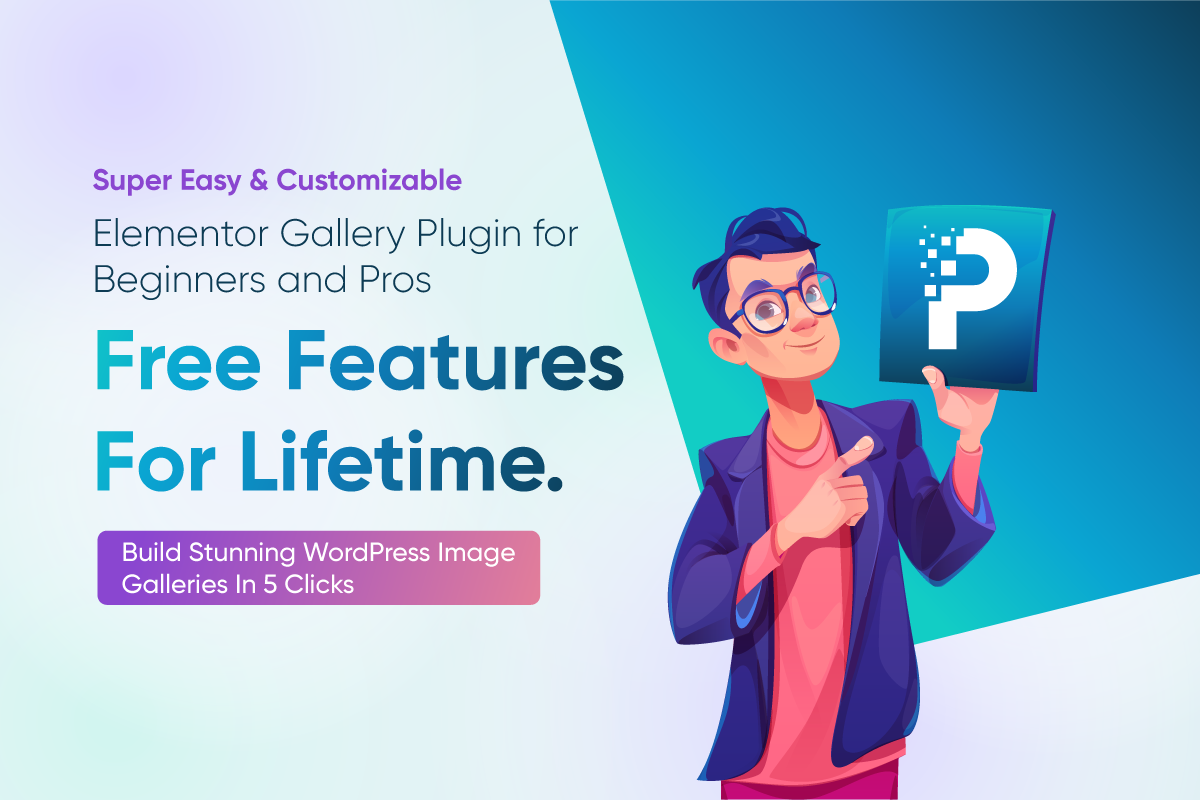 Super Easy & Customizable
Elementor Gallery Plugin for
Beginners and Pros
Free Features
For Lifetime.
Build Stunning WordPress Image
Galleries In 5 Clicks
P